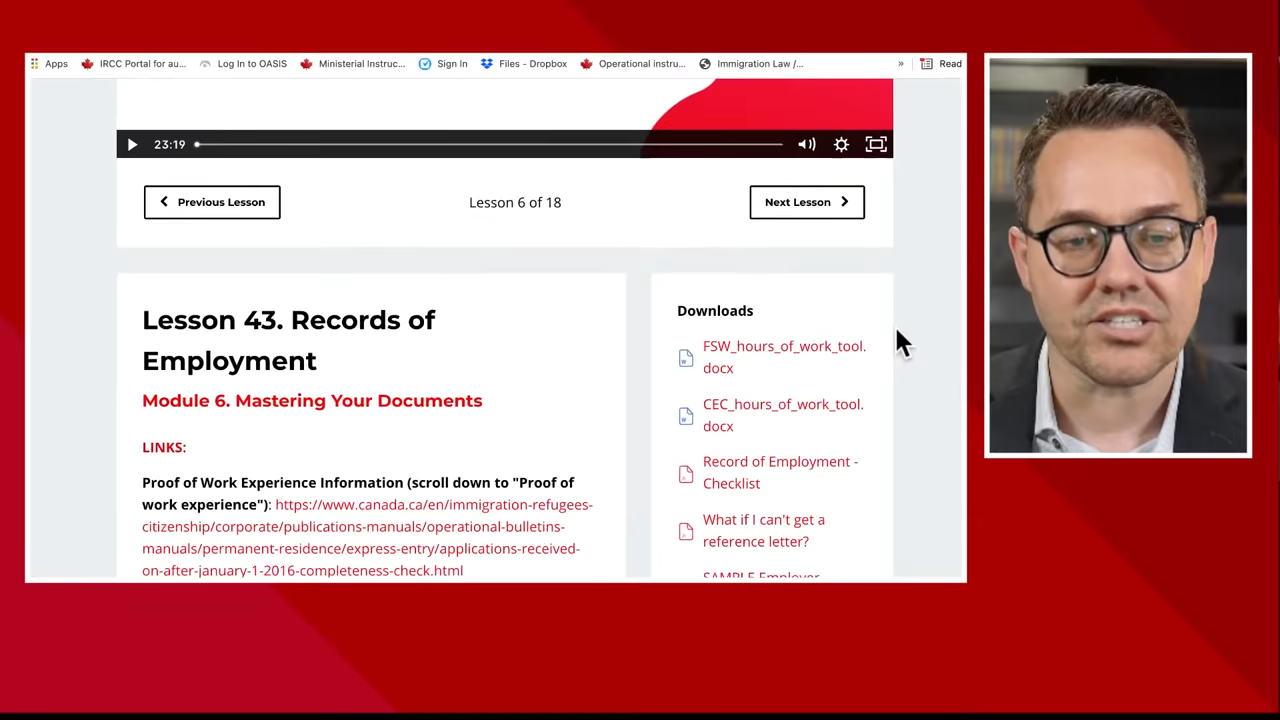 Apps IRCC Portal for au... Log In to OASIS Ministerial Instruc... Sign In Files - Dropbox Operational instru... Immigration Law /... » Read
23:19
Previous Lesson Lesson 6 of 18 Next Lesson
Lesson 43. Records of
Employment
Module 6. Mastering Your Documents
LINKS:
Proof of Work Experience Information (scroll down to "Proof of
work experience"): https://www.canada.ca/en/immigration-refugees-
citizenship/corporate/publications-manuals/operational-bulletins-
manuals/permanent-residence/express-entry/applications-received-
on-after-january-1-2016-completeness-check.html
Downloads
FSW_hours_of_work_tool.
docx
CEC_hours_of_work_tool.
docx
Record of Employment -
Checklist
What if I can't get a
reference letter?
SAMPLE Employer